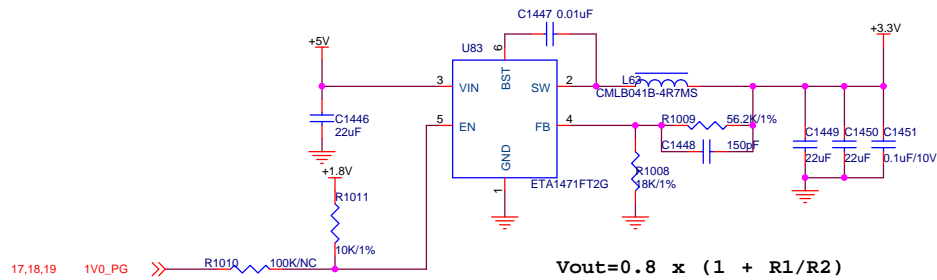 C1447 0.01uF
+5V
+3.3V
U83
6
BST
3
VIN
SW
2
L63
CMLB041B-4R7MS
C1446
22uF
5
EN
FB
4
R1009
56.2K/1%
C1448
150pF
C1449
C1450
C1451
22uF
22uF
0.1uF/10V
GND
1
ETA1471FT2G
R1008
18K/1%
+1.8V
R1011
10K/1%
17,18,19
1V0_PG
R1010
100K/NC
Vout=0.8 x (1 + R1/R2)